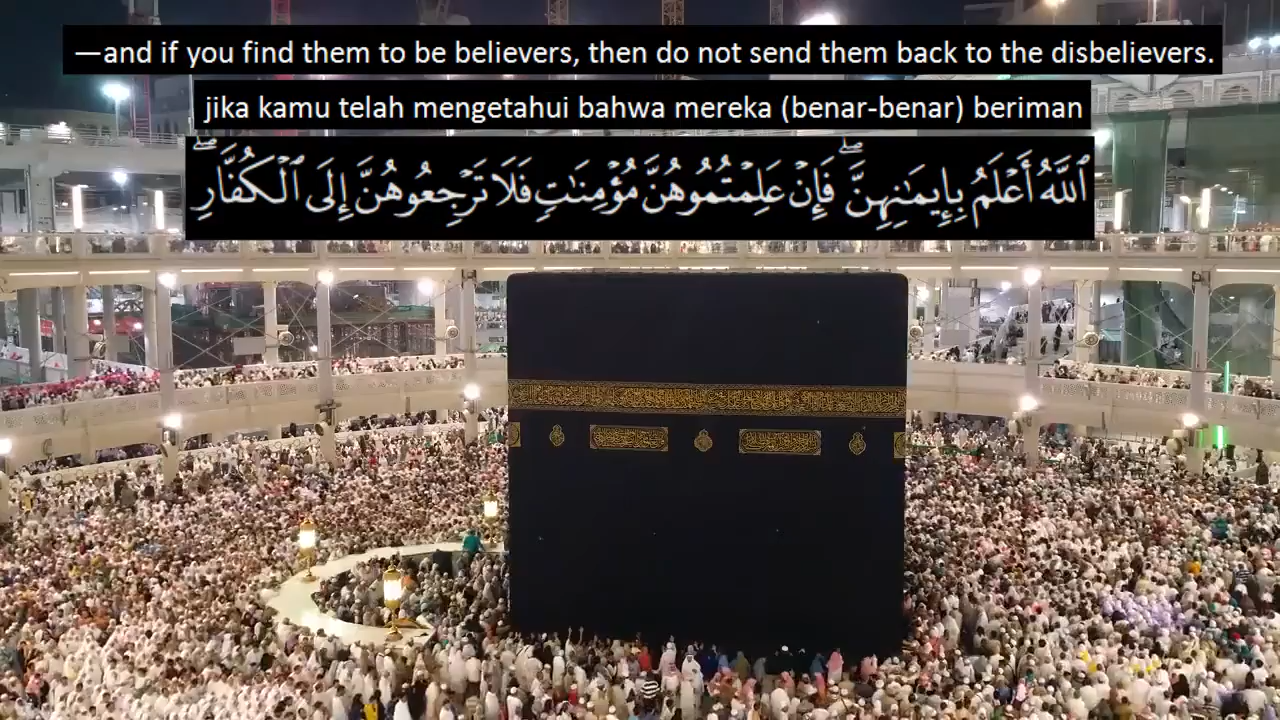 —and if you find them to be believers, then do not send them back to the disbelievers.
jika kamu telah mengetahui bahwa mereka (benar-benar) beriman
ٱللَّهُ أَعْلَمُ بِإِيمَـٰنِهِنَّ ۖ فَإِنْ عَلِمْتُمُوهُنَّ مُؤْمِنَـٰتٍ فَلَا تَرْجِعُوهُنَّ إِلَى ٱلْكُفَّارِ ۖ